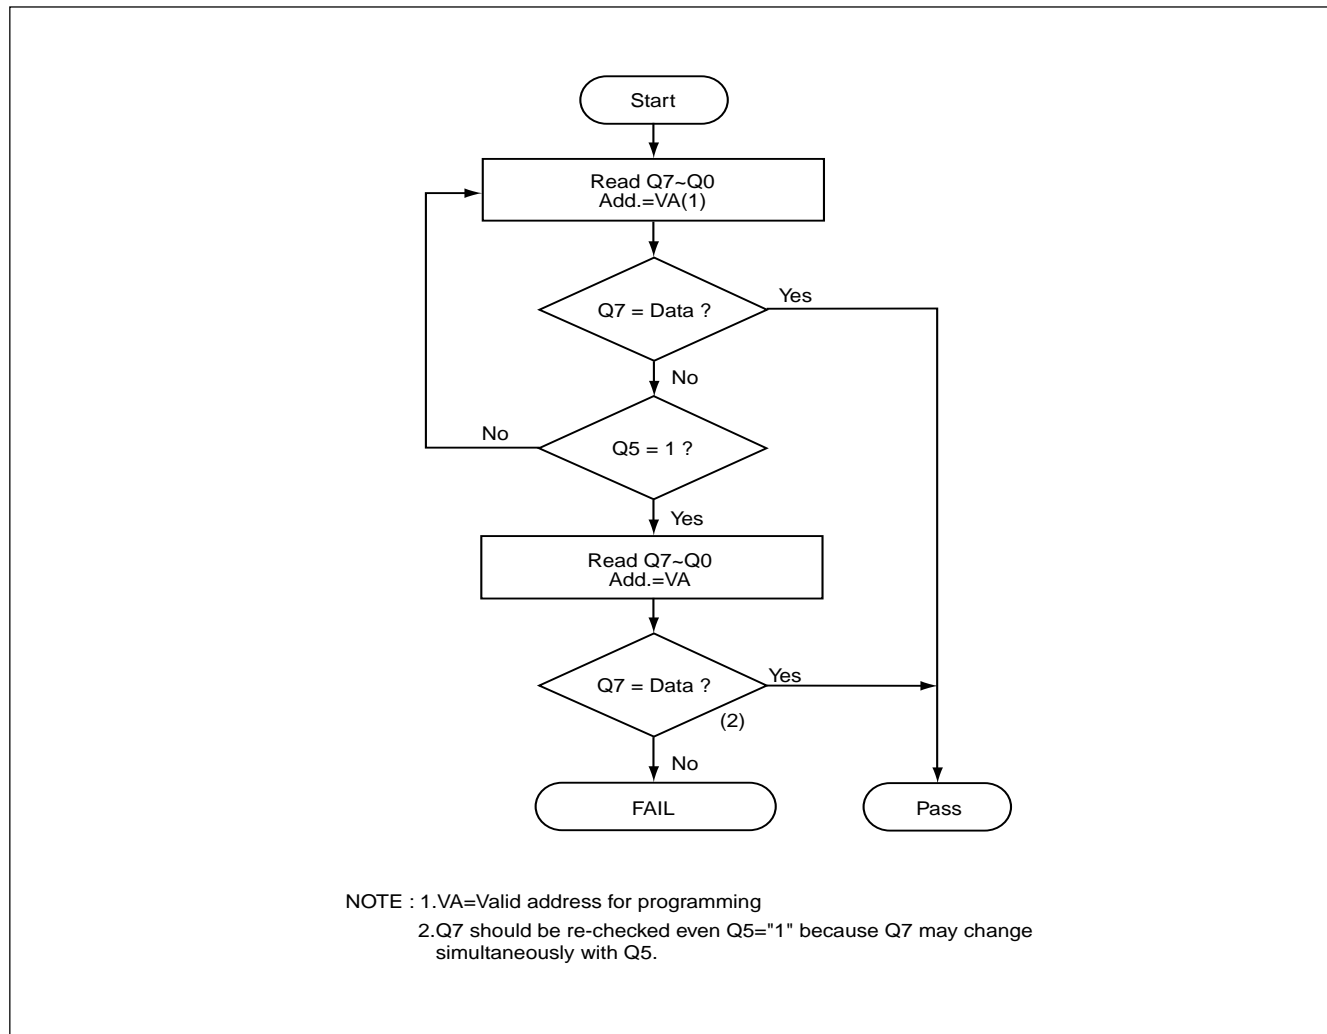 Start
Read Q7~Q0
Add.=VA(1)
Q7 = Data ?
Yes
No
No
Q5 = 1 ?
Yes
Read Q7~Q0
Add.=VA
Q7 = Data ?
Yes
(2)
No
FAIL
Pass
NOTE : 1.VA=Valid address for programming
2.Q7 should be re-checked even Q5="1" because Q7 may change
simultaneously with Q5.